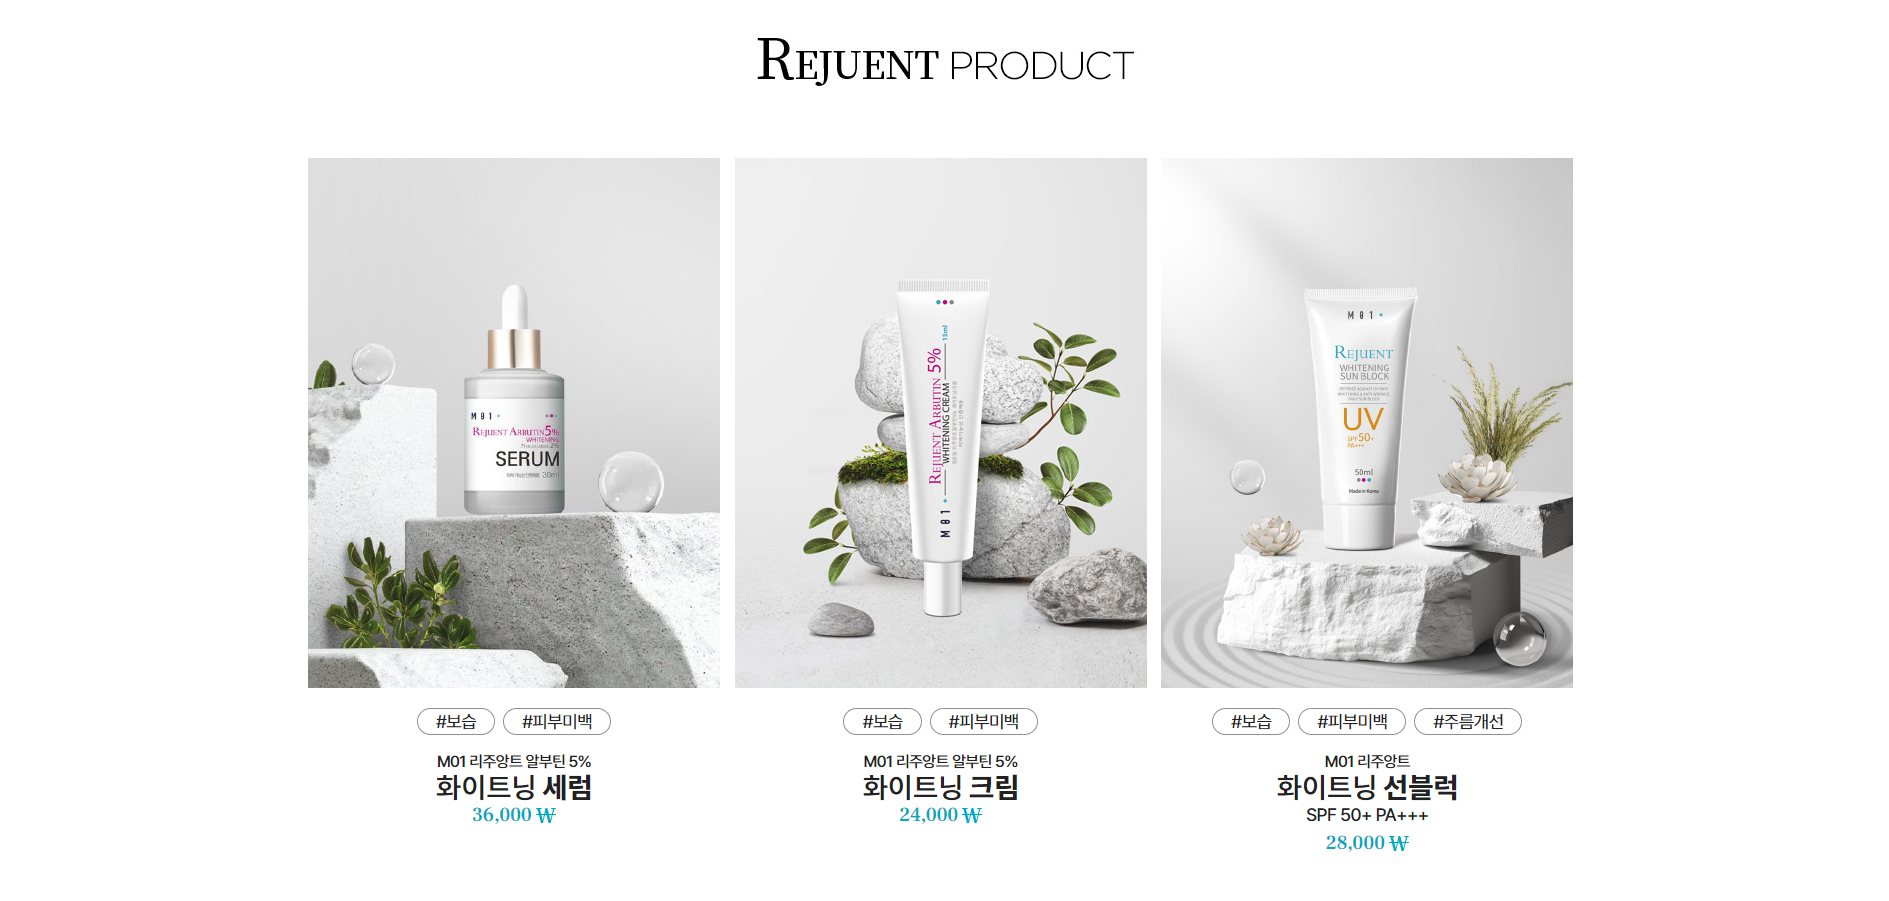 REJUENT PRODUCT
M01
REJUENT ARBUTIN 5%
WHITENING
SERUM
30ml
15ml
REJUENT ARBUTIN 5%
WHITENING CREAM
M01
M01
REJUENT
WHITENING
SUN BLOCK
UV
SPF50+
PA+++
50ml
Made in Korea
#보습 #피부미백
M01 리주앙트 알부틴 5%
화이트닝 세럼
36,000 ₩
#보습 #피부미백
M01 리주앙트 알부틴 5%
화이트닝 크림
24,000 ₩
#보습 #피부미백 #주름개선
M01 리주앙트
화이트닝 선블럭
SPF 50+ PA+++
28,000 ₩